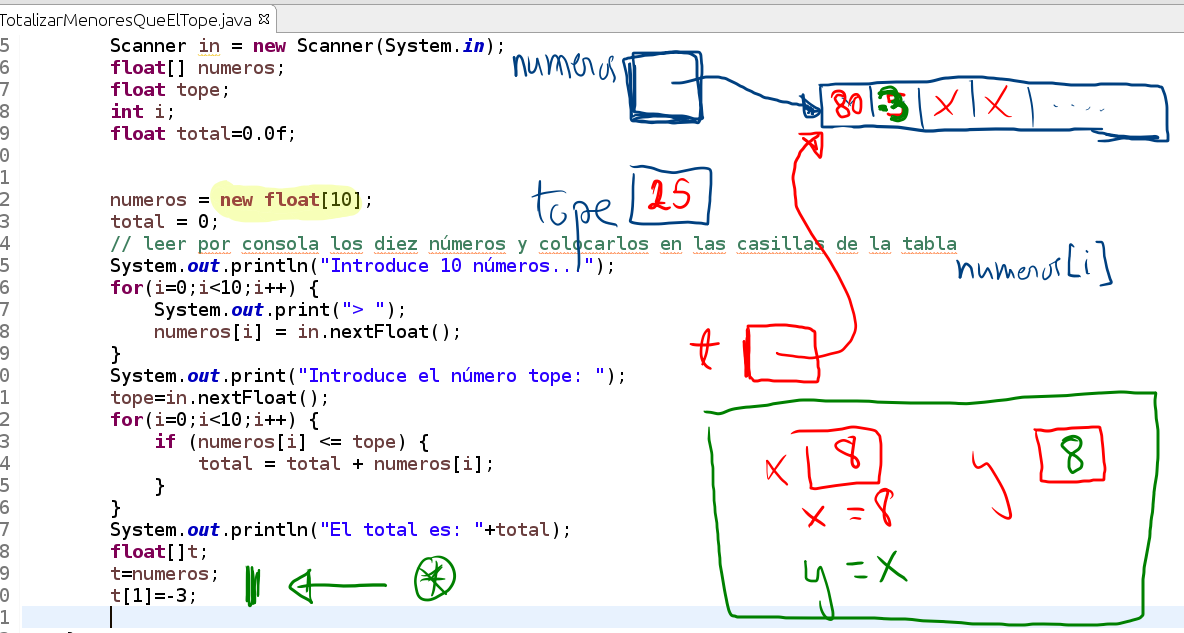 TotalizarMenoresQueElTope.java
5 Scanner in = new Scanner(System.in);
6 float[] numeros;
7 float tope;
8 int i;
9 float total=0.0f;
0
1
2 numeros = new float[10];
3 total = 0;
4 // leer por consola los diez números y colocarlos en las casillas de la tabla
5 System.out.println("Introduce 10 números...");
6 for(i=0;i<10;i++) {
7 System.out.print("> ");
8 numeros[i] = in.nextFloat();
9 }
0 System.out.print("Introduce el número tope: ");
1 tope=in.nextFloat();
2 for(i=0;i<10;i++) {
3 if (numeros[i] <= tope) {
4 total = total + numeros[i];
5 }
6 }
7 System.out.println("El total es: "+total);
8 float[]t;
9 t=numeros;
0 t[1]=-3;
1
numeros
80 -3 X X ....
tope 25
numeros[i]
t
x 8 y 8
x = 8
y = x